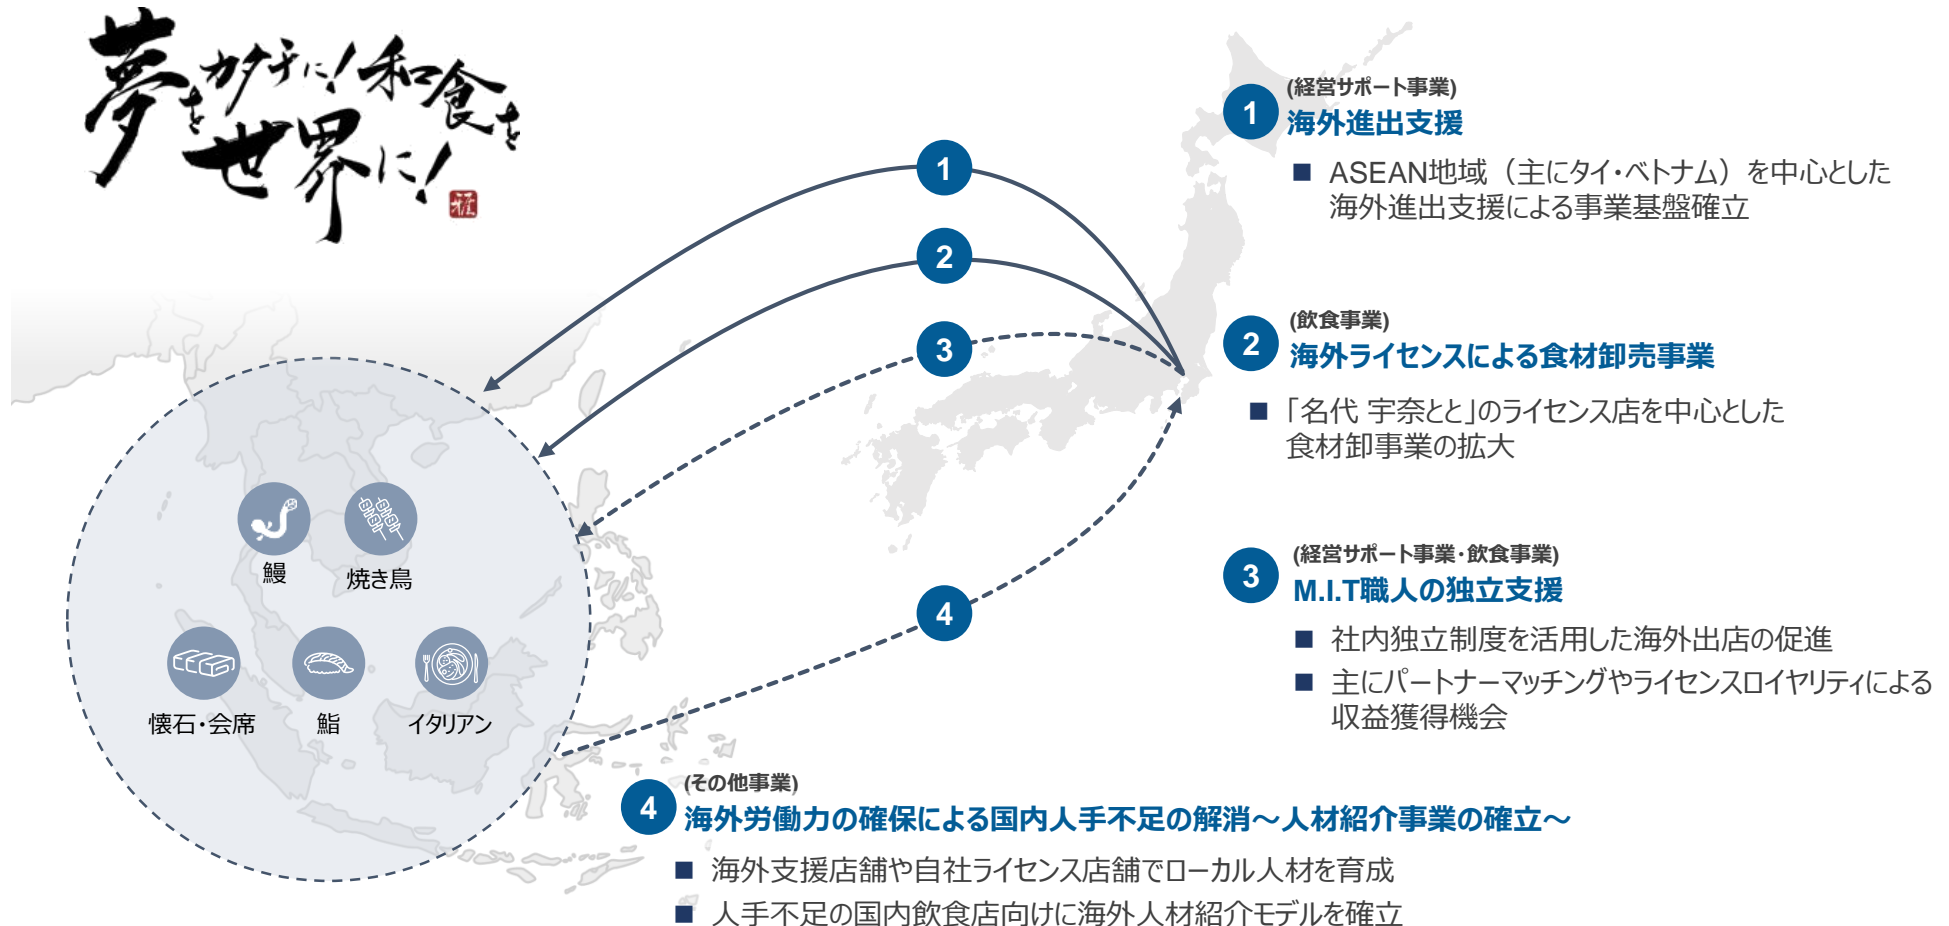 夢をカタチに！和食を
世界に！
1
2
3
4
鰻
焼き鳥
懐石・会席
鮨
イタリアン
1
(経営サポート事業)
海外進出支援
■ ASEAN地域（主にタイ・ベトナム）を中心とした
海外進出支援による事業基盤確立
2
(飲食事業)
海外ライセンスによる食材卸売事業
■ 「名代 宇奈とと」のライセンス店を中心とした
食材卸事業の拡大
3
(経営サポート事業・飲食事業)
M.I.T職人の独立支援
■ 社内独立制度を活用した海外出店の促進
■ 主にパートナーマッチングやライセンスロイヤリティによる
収益獲得機会
4
(その他事業)
海外労働力の確保による国内人手不足の解消～人材紹介事業の確立～
■ 海外支援店舗や自社ライセンス店舗でローカル人材を育成
■ 人手不足の国内飲食店向けに海外人材紹介モデルを確立